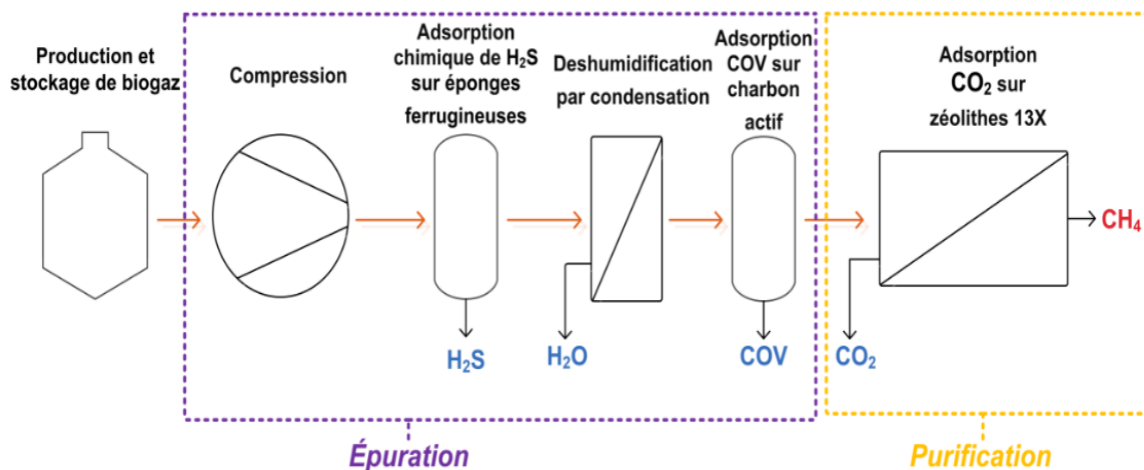 Production et
stockage de biogaz
Compression
Adsorption
chimique de H₂S
sur éponges
ferrugineuses
Deshumidification
par condensation
Adsorption
COV sur
charbon
actif
Adsorption
CO₂ sur
zéolithes 13X
CH₄
H₂S
H₂O
COV
CO₂
Épuration
Purification